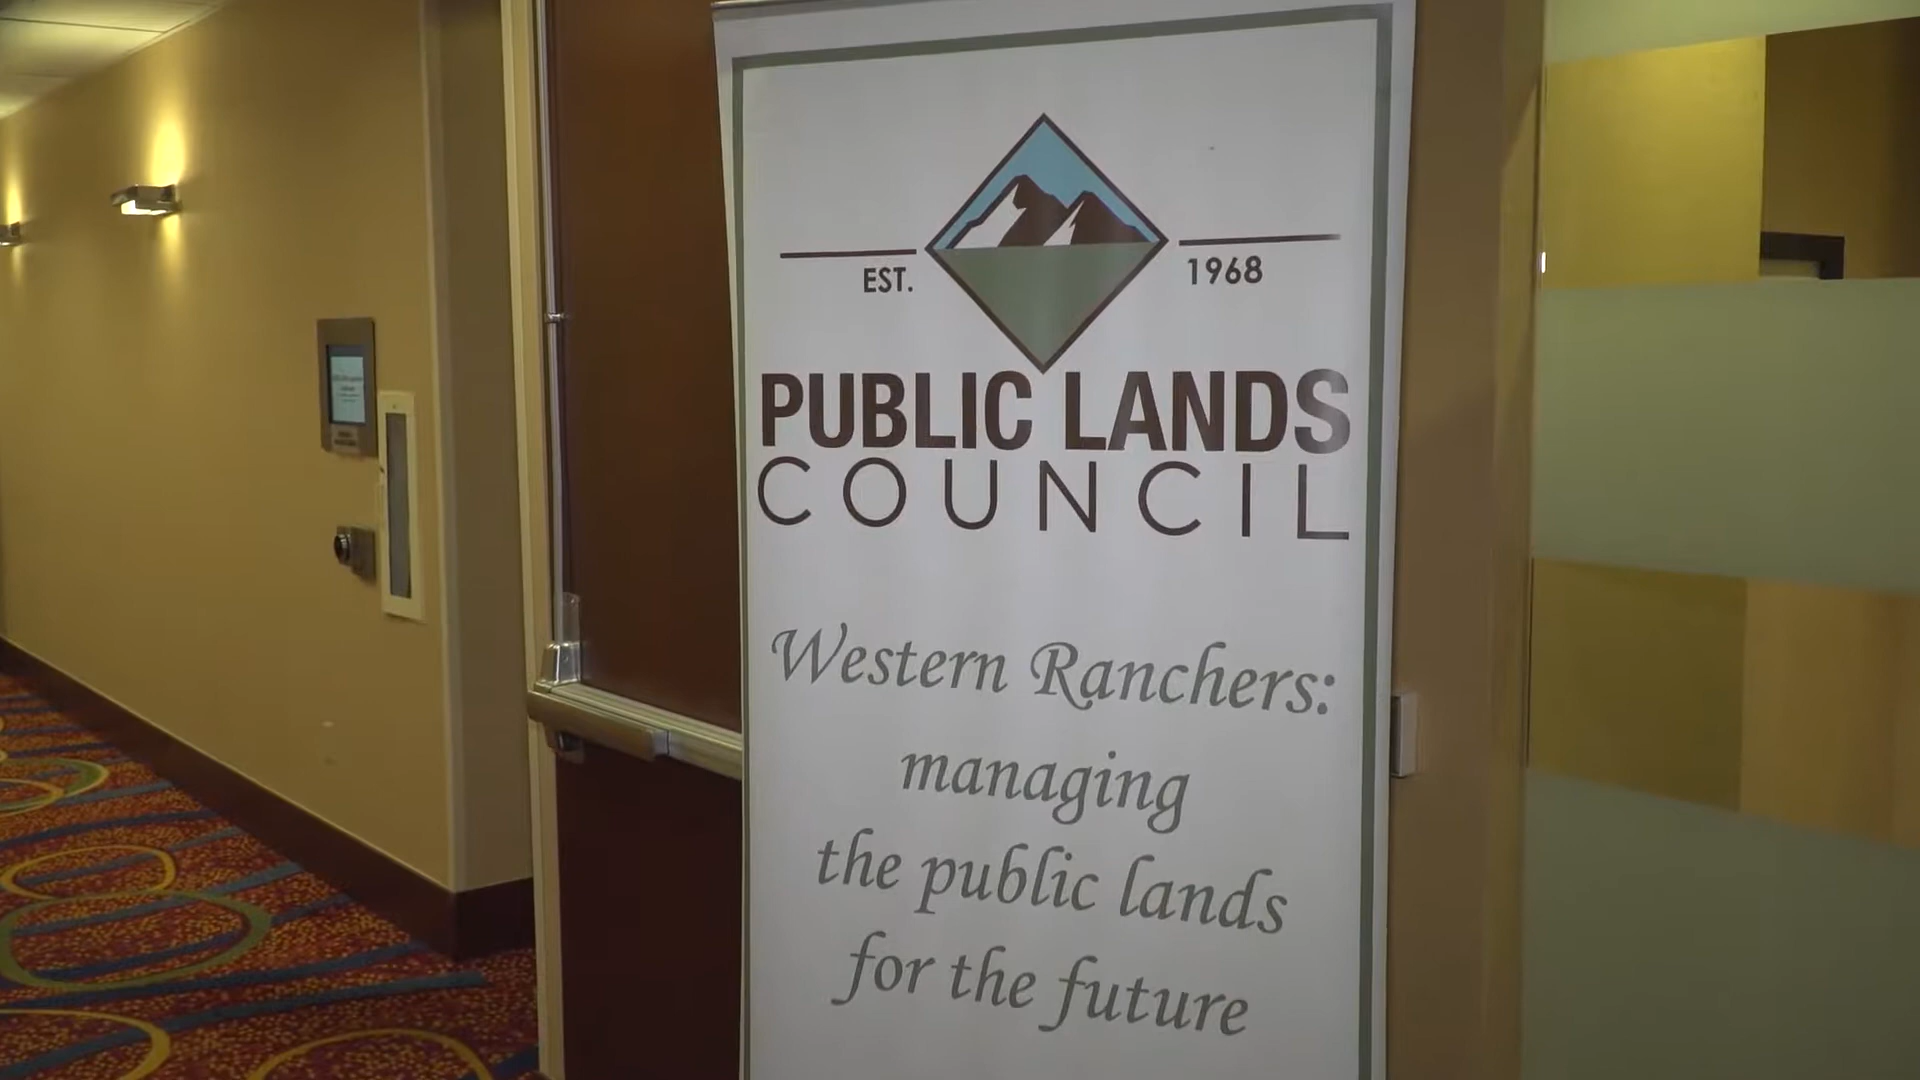 EST. 1968
PUBLIC LANDS
COUNCIL
Western Ranchers:
managing
the public lands
for the future